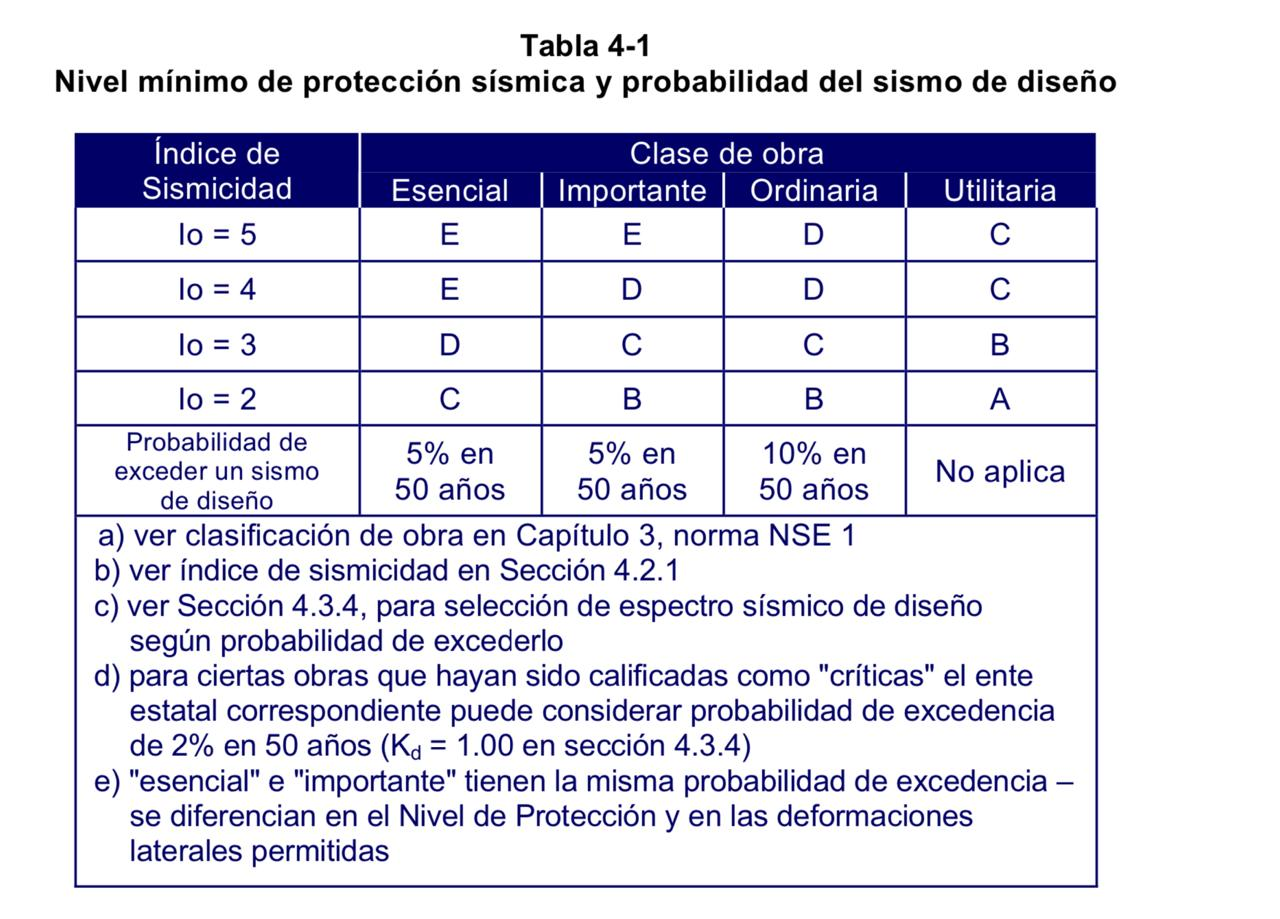 Tabla 4-1
Nivel mínimo de protección sísmica y probabilidad del sismo de diseño
Índice de Sismicidad Clase de obra
Esencial Importante Ordinaria Utilitaria
Io = 5 E E D C
Io = 4 E D D C
Io = 3 D C C B
Io = 2 C B B A
Probabilidad de exceder un sismo de diseño 5% en 50 años 5% en 50 años 10% en 50 años No aplica
a) ver clasificación de obra en Capítulo 3, norma NSE 1
b) ver índice de sismicidad en Sección 4.2.1
c) ver Sección 4.3.4, para selección de espectro sísmico de diseño
según probabilidad de excederlo
d) para ciertas obras que hayan sido calificadas como "críticas" el ente
estatal correspondiente puede considerar probabilidad de excedencia
de 2% en 50 años (Kd = 1.00 en sección 4.3.4)
e) "esencial" e "importante" tienen la misma probabilidad de excedencia –
se diferencian en el Nivel de Protección y en las deformaciones
laterales permitidas